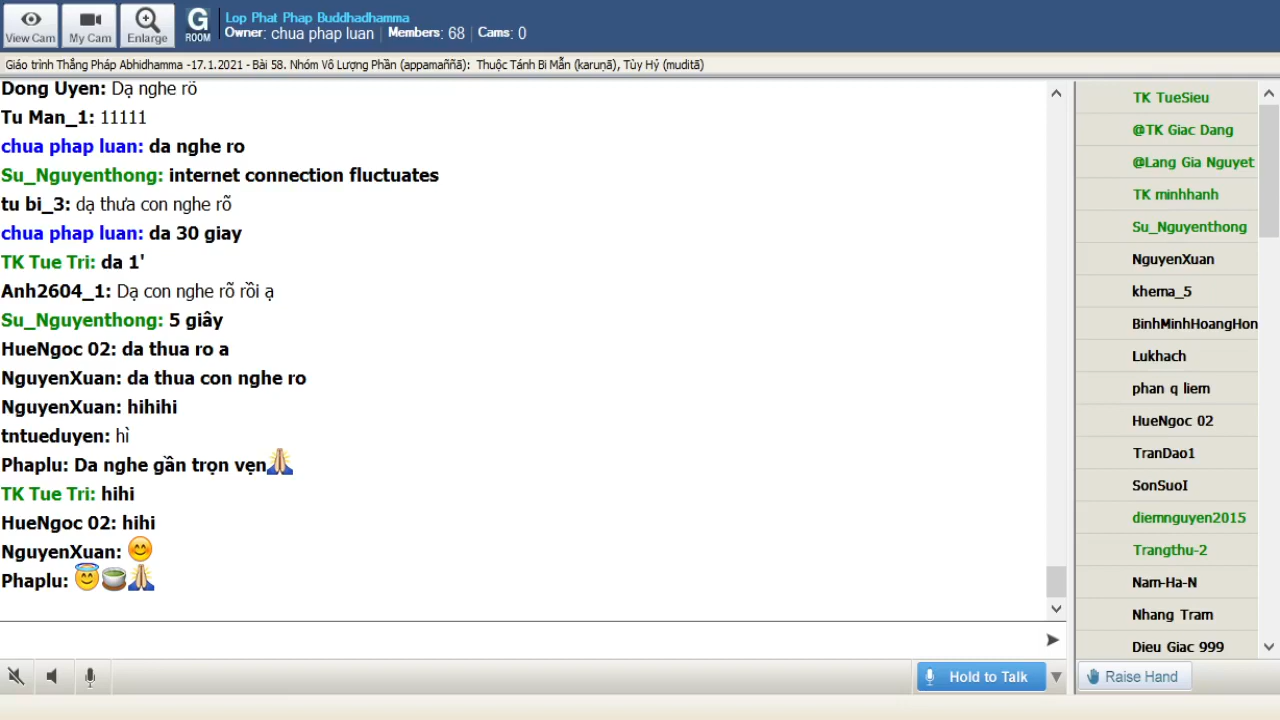 View Cam
My Cam
Enlarge
G
ROOM
Lop Phat Phap Buddhadhamma
Owner: chua phap luan | Members: 68 | Cams: 0
Giáo trình Thắng Pháp Abhidhamma -17.1.2021 - Bài 58. Nhóm Vô Lượng Phần (appamaññā): Thuộc Tánh Bi Mẫn (karuṇā), Tùy Hỷ (muditā)
Dong Uyen: Dạ nghe rõ
Tu Man_1: 11111
chua phap luan: da nghe ro
Su_Nguyenthong: internet connection fluctuates
tu bi_3: dạ thưa con nghe rõ
chua phap luan: da 30 giay
TK Tue Tri: da 1'
Anh2604_1: Dạ con nghe rõ rồi ạ
Su_Nguyenthong: 5 giây
HueNgoc 02: da thua ro a
NguyenXuan: da thua con nghe ro
NguyenXuan: hihihi
tntueduyen: hì
Phaplu: Da nghe gần trọn vẹn🙏
TK Tue Tri: hihi
HueNgoc 02: hihi
NguyenXuan: 😊
Phaplu: 😇🍵🙏
Hold to Talk
TK TueSieu
@TK Giac Dang
@Lang Gia Nguyet
TK minhhanh
Su_Nguyenthong
NguyenXuan
khema_5
BinhMinhHoangHon
Lukhach
phan q liem
HueNgoc 02
TranDao1
SonSuoI
diemnguyen2015
Trangthu-2
Nam-Ha-N
Nhang Tram
Dieu Giac 999
Raise Hand